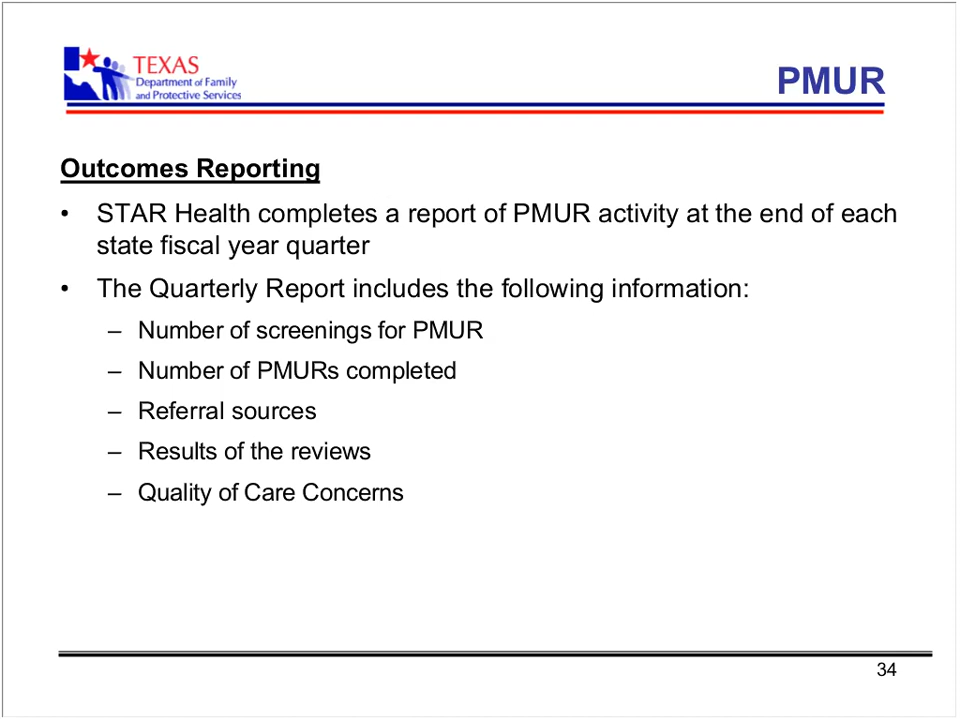 TEXAS
Department of Family
and Protective Services
PMUR
Outcomes Reporting
• STAR Health completes a report of PMUR activity at the end of each
state fiscal year quarter
• The Quarterly Report includes the following information:
– Number of screenings for PMUR
– Number of PMURs completed
– Referral sources
– Results of the reviews
– Quality of Care Concerns
34